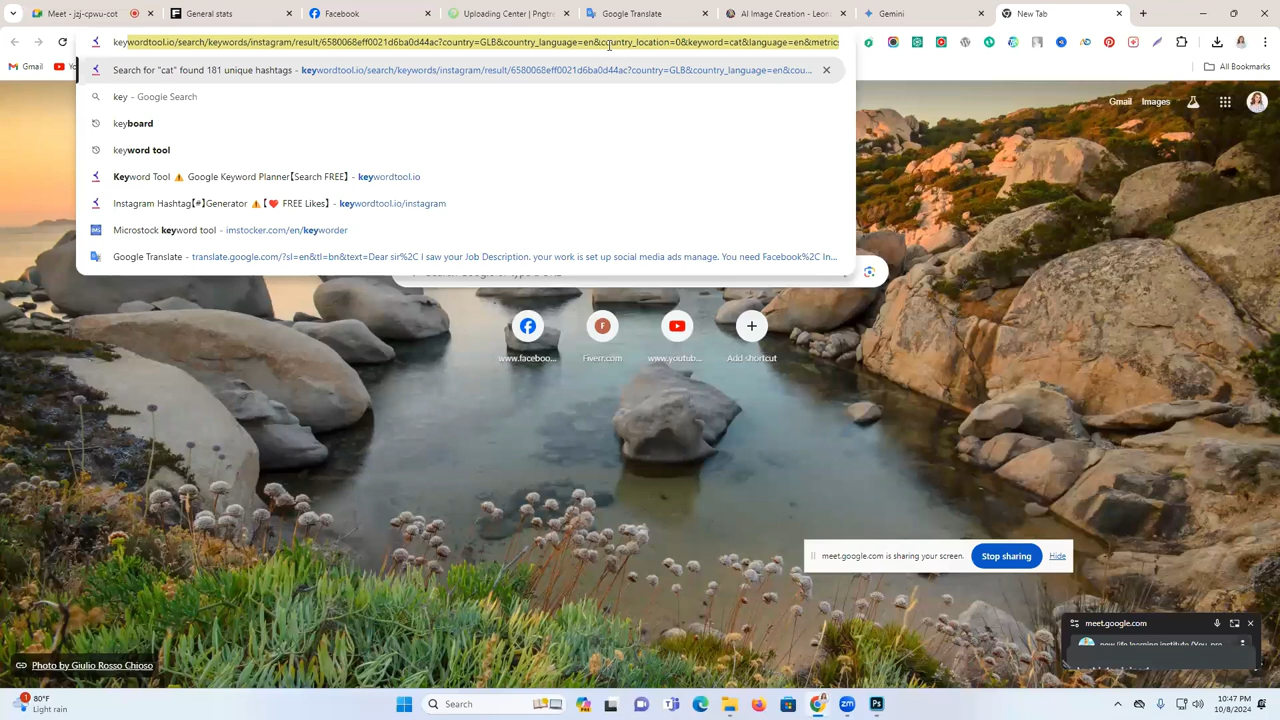 Meet - jzj-cpwu-cot
General stats
Facebook
Uploading Center | Pngtre
Google Translate
AI Image Creation - Leon
Gemini
New Tab
keywordtool.io/search/keywords/instagram/result/6580068eff0021d6ba0d44ac?country=GLB&country_language=en&country_location=0&keyword=cat&language=en&metrics
Gmail
All Bookmarks
Search for "cat" found 181 unique hashtags - keywordtool.io/search/keywords/instagram/result/6580068eff0021d6ba0d44ac?country=GLB&country_language=en&cou...
key - Google Search
keyboard
keyword tool
Keyword Tool ⚠️ Google Keyword Planner【Search FREE】 - keywordtool.io
Instagram Hashtag【#】Generator ⚠️【❤️ FREE Likes】 - keywordtool.io/instagram
Microstock keyword tool - imstocker.com/en/keyworder
Google Translate - translate.google.com/?sl=en&tl=bn&text=Dear sir%2C I saw your Job Description. your work is set up social media ads manage. You need Facebook%2C In...
Gmail Images
www.faceboo...
Fiverr.com
www.youtub...
Add shortcut
meet.google.com is sharing your screen.
Stop sharing
Hide
meet.google.com
Photo by Giulio Rosso Chioso
1
80°F
Light rain
Search
10:47 PM
10/8/2024